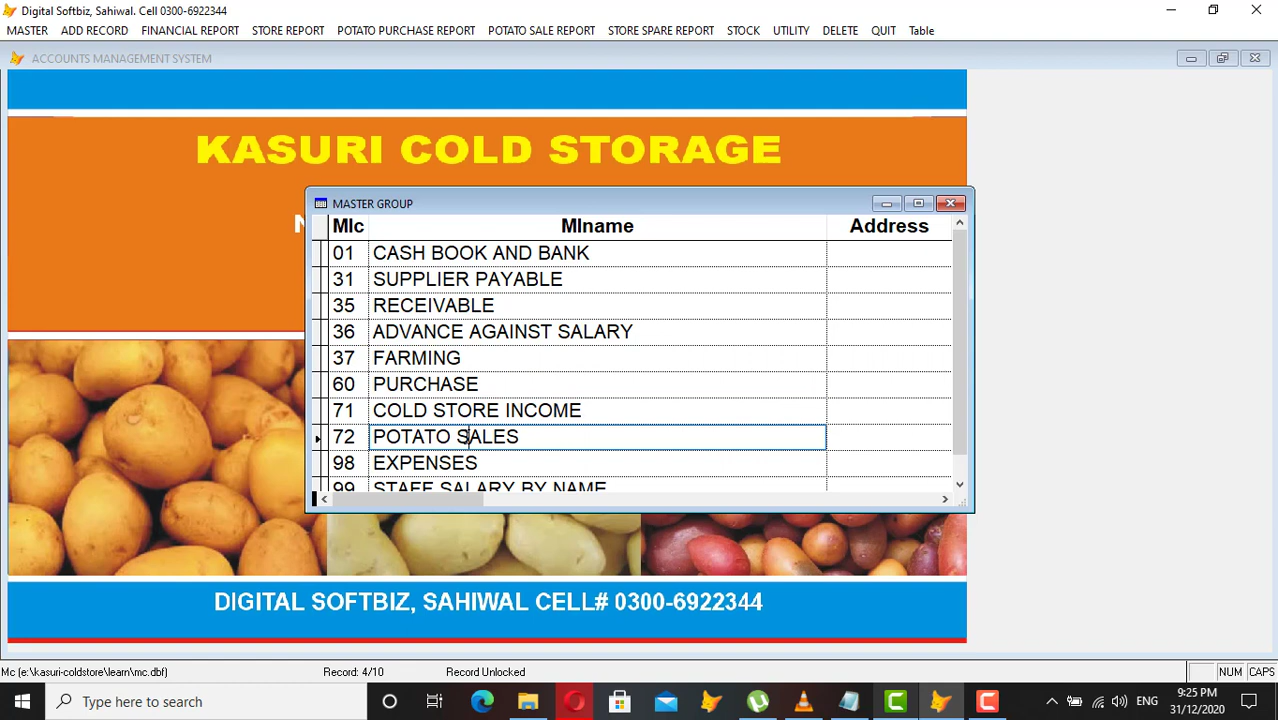 Digital Softbiz, Sahiwal. Cell 0300-6922344
MASTER ADD RECORD FINANCIAL REPORT STORE REPORT POTATO PURCHASE REPORT POTATO SALE REPORT STORE SPARE REPORT STOCK UTILITY DELETE QUIT Table
ACCOUNTS MANAGEMENT SYSTEM
KASURI COLD STORAGE
MASTER GROUP
Mlc Mlname Address
01 CASH BOOK AND BANK
31 SUPPLIER PAYABLE
35 RECEIVABLE
36 ADVANCE AGAINST SALARY
37 FARMING
60 PURCHASE
71 COLD STORE INCOME
72 POTATO SALES
98 EXPENSES
99 STAFF SALARY BY NAME
DIGITAL SOFTBIZ, SAHIWAL CELL# 0300-6922344
Mc (e:\kasuri-coldstore\learn\mc.dbf) Record: 4/10 Record Unlocked NUM CAPS
Type here to search ENG 9:25 PM
31/12/2020